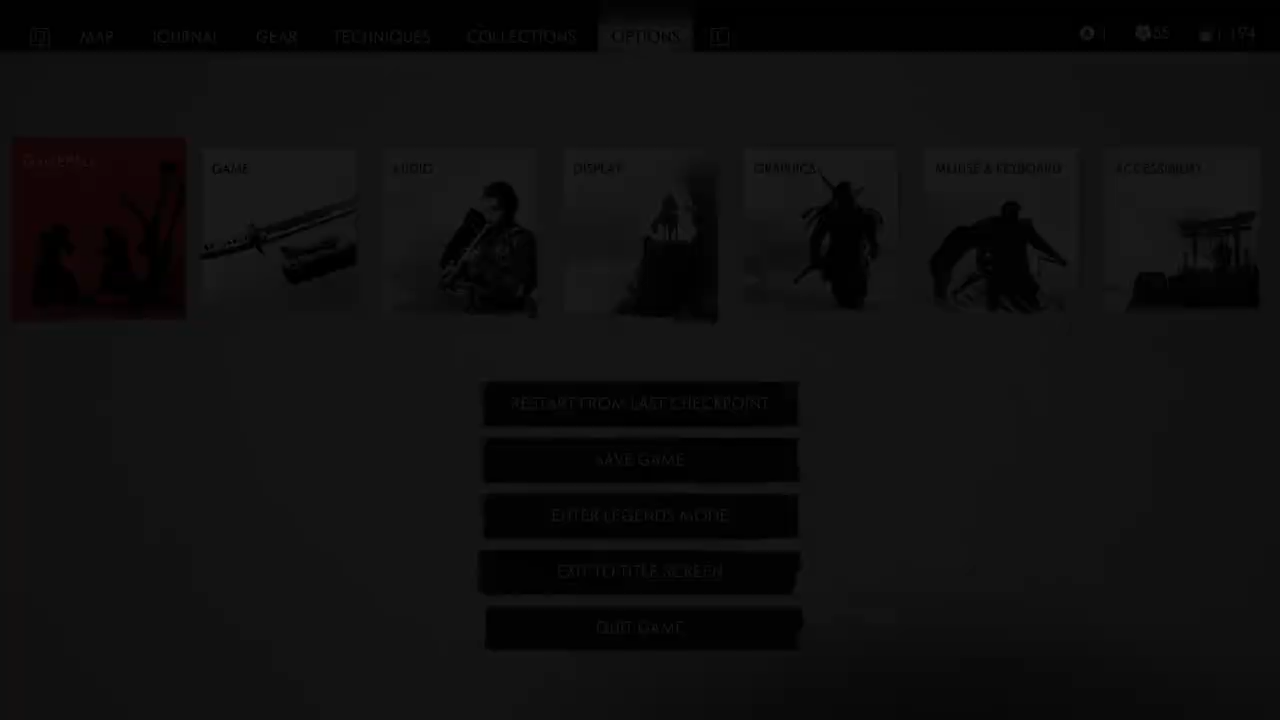 MAP JOURNAL GEAR TECHNIQUES COLLECTIONS OPTIONS
GAME AUDIO DISPLAY GRAPHICS MOUSE & KEYBOARD ACCESSIBILITY
RESTART FROM LAST CHECKPOINT
SAVE GAME
ENTER LEGENDS MODE
EXIT TO TITLE SCREEN
QUIT GAME